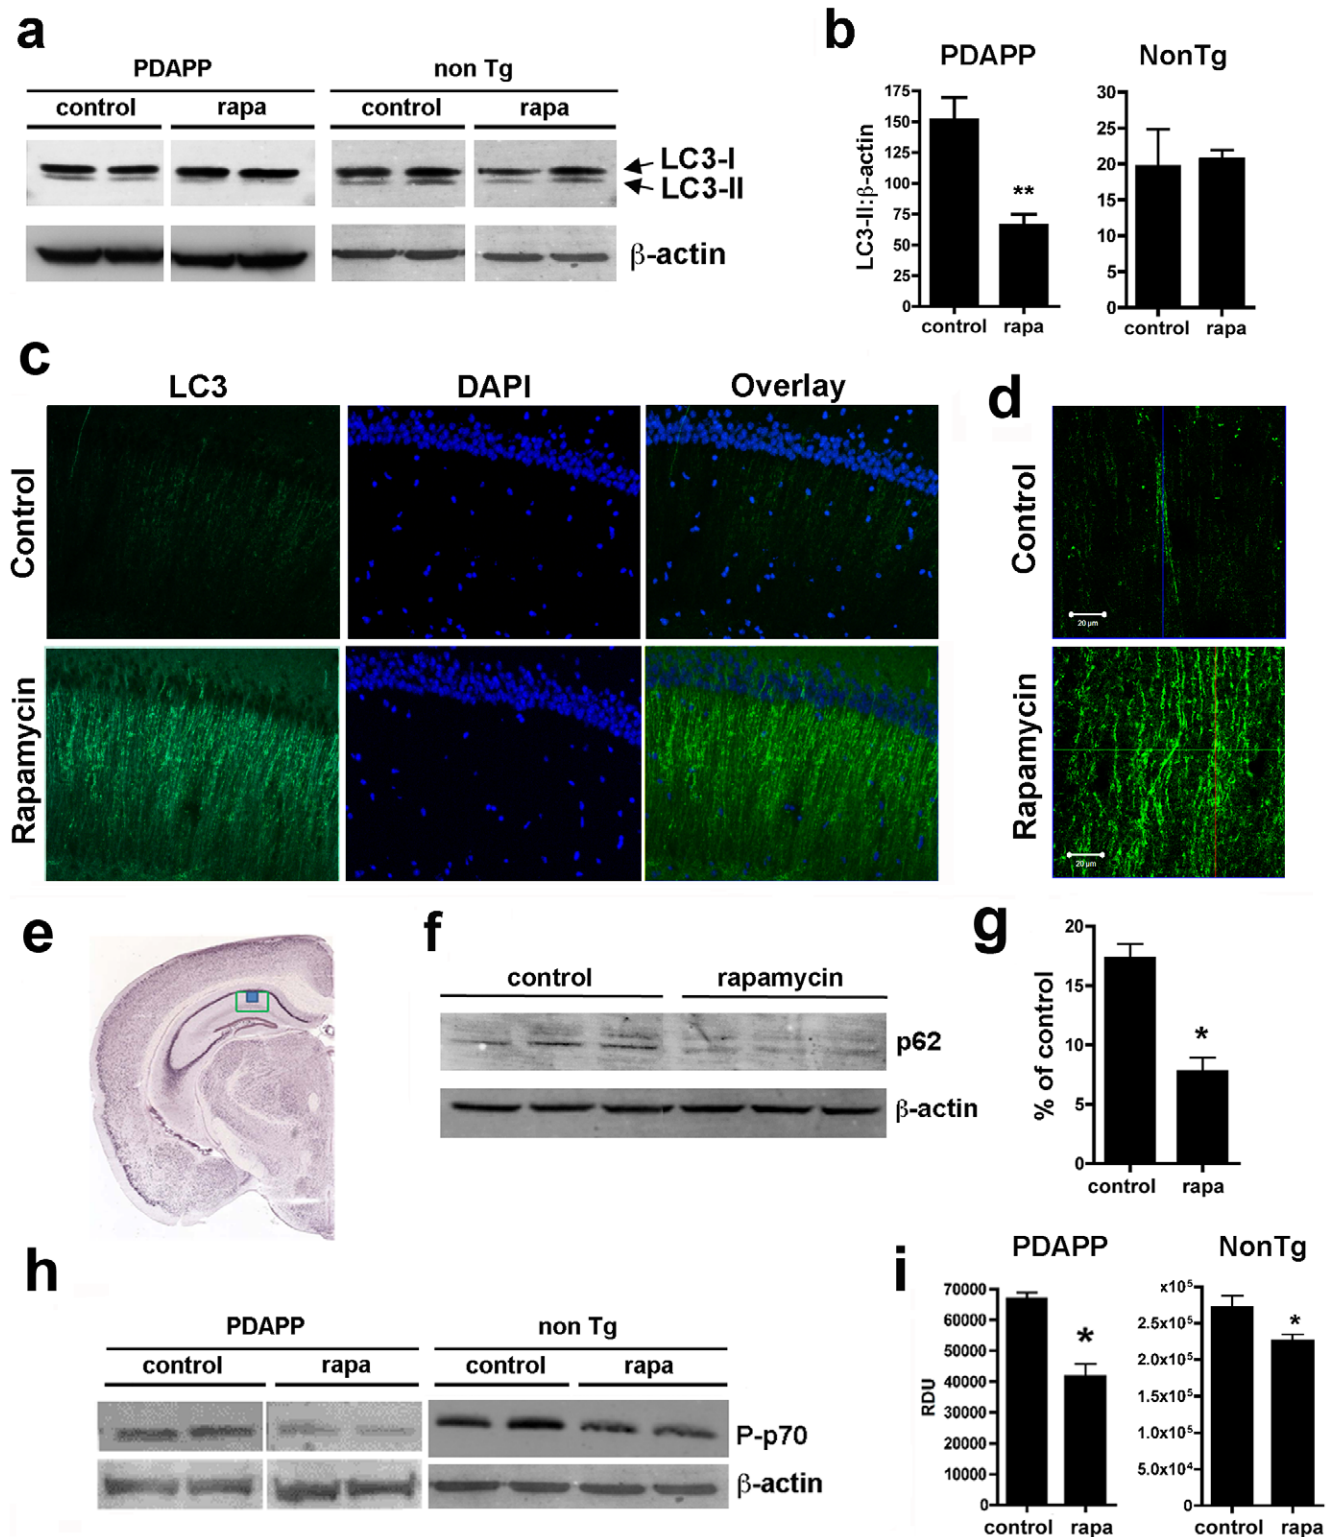 a
PDAPP
non Tg
control
rapa
control
rapa
LC3-I
LC3-II
β-actin
b
PDAPP
NonTg
LC3-II:β-actin
175
150
125
100
75
50
25
0
**
control
rapa
30
25
20
15
10
5
0
control
rapa
c
LC3
DAPI
Overlay
Control
Rapamycin
d
Control
20 µm
Rapamycin
20 µm
e
f
control
rapamycin
p62
β-actin
g
% of control
20
15
10
5
0
*
control
rapa
h
PDAPP
non Tg
control
rapa
control
rapa
P-p70
β-actin
i
PDAPP
NonTg
RDU
70000
60000
50000
40000
30000
20000
10000
0
*
control
rapa
x10⁵
2.5x10⁵
2.0x10⁵
1.5x10⁵
1.0x10⁵
5.0x10⁴
0
*
control
rapa